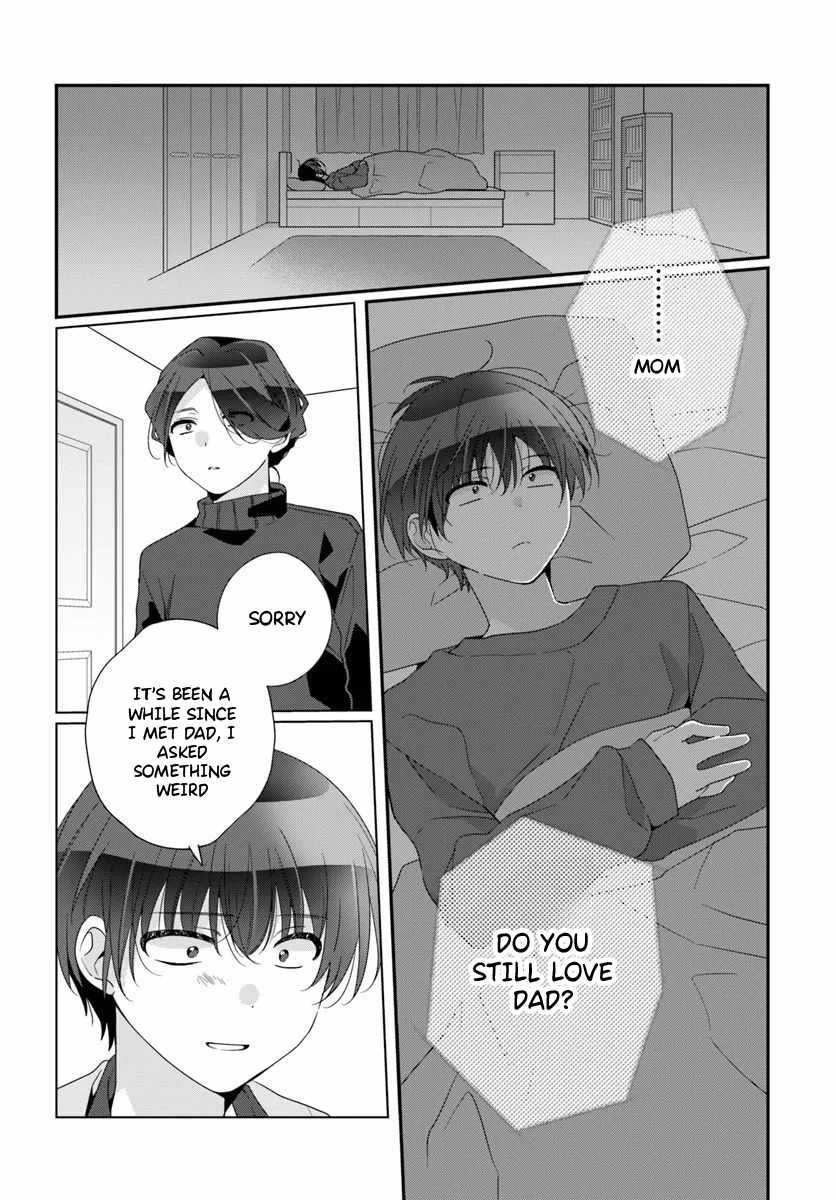 ......
MOM
DO YOU
STILL LOVE
DAD?
SORRY
IT'S BEEN A
WHILE SINCE
I MET DAD, I
ASKED
SOMETHING
WEIRD